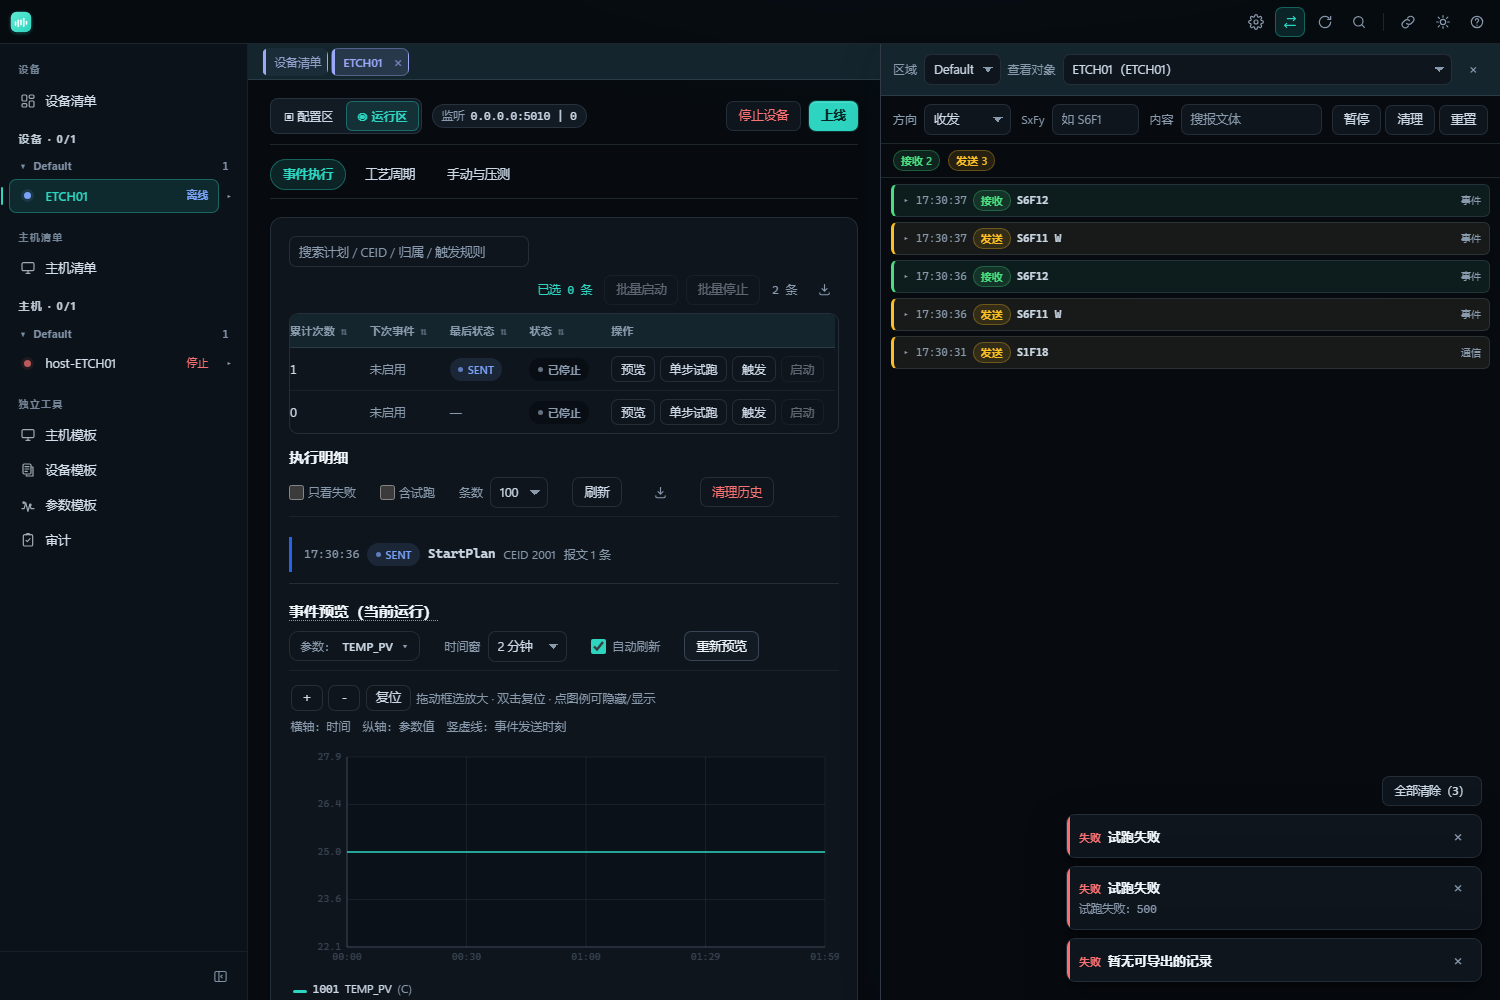 设备
设备清单
设备 · 0/1
Default 1
ETCH01 离线
主机清单
主机清单
主机 · 0/1
Default 1
host-ETCH01 停止
独立工具
主机模板
设备模板
参数模板
审计
设备清单 ETCH01 ×
配置区 运行区 监听 0.0.0.0:5010 | 0 停止设备 上线
事件执行 工艺周期 手动与压测
搜索计划 / CEID / 归属 / 触发规则
已选 0 条 批量启动 批量停止 2 条
累计次数 下次事件 最后状态 状态 操作
1 未启用 SENT 已停止 预览 单步试跑 触发 启动
0 未启用 — 已停止 预览 单步试跑 触发 启动
执行明细
只看失败 含试跑 条数 100 刷新 清理历史
17:30:36 SENT StartPlan CEID 2001 报文 1 条
事件预览（当前运行）
参数: TEMP_PV 时间窗 2 分钟 自动刷新 重新预览
+ - 复位 拖动框选放大 · 双击复位 · 点图例可隐藏/显示
横轴: 时间 纵轴: 参数值 竖虚线: 事件发送时刻
27.9
26.4
25.0
23.6
22.1
00:00 00:30 01:00 01:29 01:59
1001 TEMP_PV (C)
区域 Default 查看对象 ETCH01（ETCH01） ×
方向 收发 SxFy 如 S6F1 内容 搜报文体 暂停 清理 重置
接收 2 发送 3
17:30:37 接收 S6F12 事件
17:30:37 发送 S6F11 W 事件
17:30:36 接收 S6F12 事件
17:30:36 发送 S6F11 W 事件
17:30:31 发送 S1F18 通信
全部清除（3）
失败 试跑失败 ×
失败 试跑失败 ×
试跑失败: 500
失败 暂无可导出的记录 ×